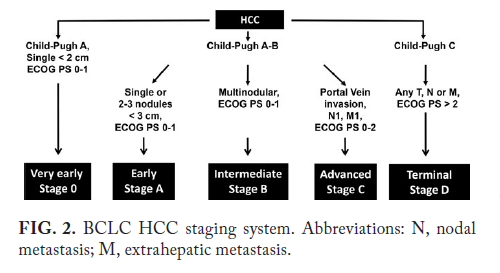 HCC
Child-Pugh A,
Single < 2 cm
ECOG PS 0-1
Child-Pugh A-B
Child-Pugh C
Single or
2-3 nodules
< 3 cm,
ECOG PS 0-1
Multinodular,
ECOG PS 0-1
Portal Vein
invasion,
N1, M1,
ECOG PS 0-2
Any T, N or M,
ECOG PS > 2
Very early
Stage 0
Early
Stage A
Intermediate
Stage B
Advanced
Stage C
Terminal
Stage D
FIG. 2. BCLC HCC staging system. Abbreviations: N, nodal
metastasis; M, extrahepatic metastasis.